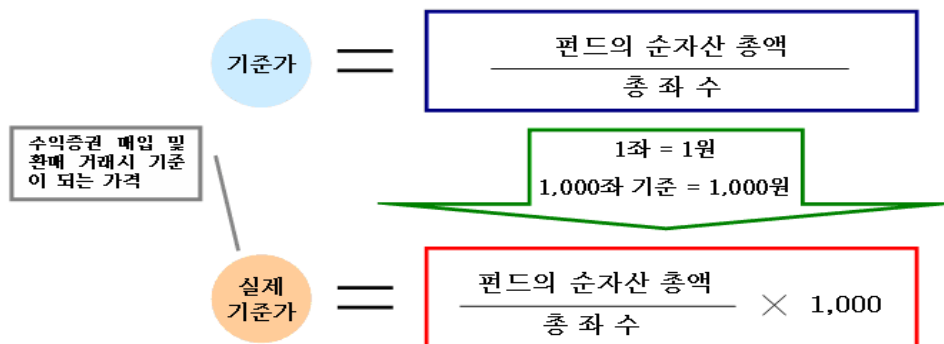 기준가
펀드의 순자산 총액
총 좌 수
수익증권 매입 및
환매 거래시 기준
이 되는 가격
1좌 = 1원
1,000좌 기준 = 1,000원
실제
기준가
펀드의 순자산 총액
총 좌 수
× 1,000